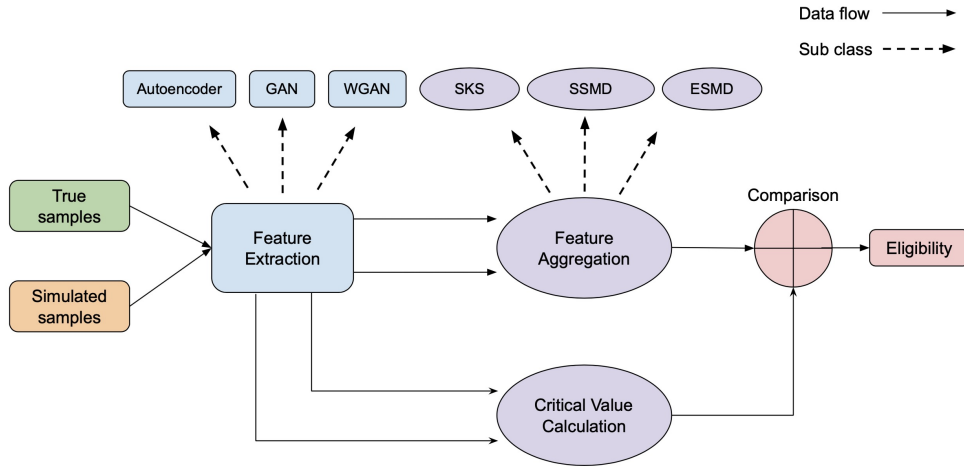 Data flow
Sub class
Autoencoder
GAN
WGAN
SKS
SSMD
ESMD
True
samples
Simulated
samples
Feature
Extraction
Feature
Aggregation
Comparison
Eligibility
Critical Value
Calculation